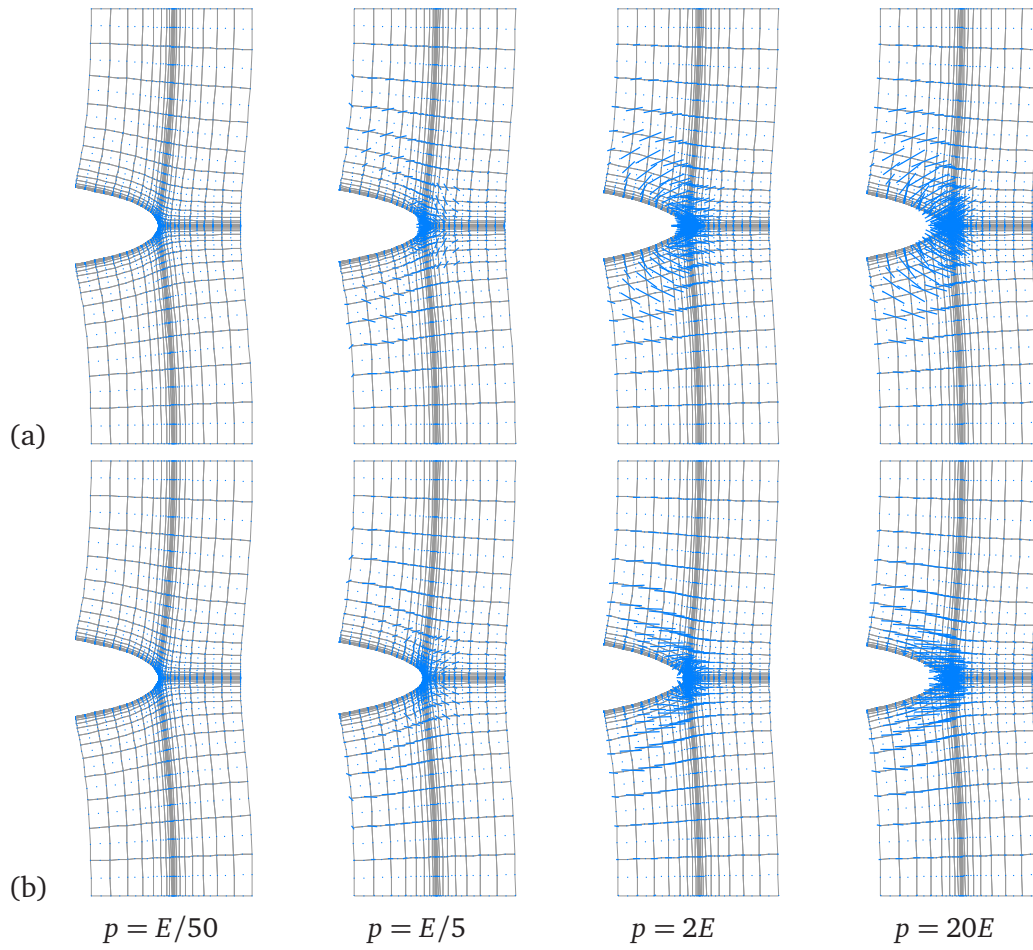 (a)
(b)
p = E/50 p = E/5 p = 2E p = 20E